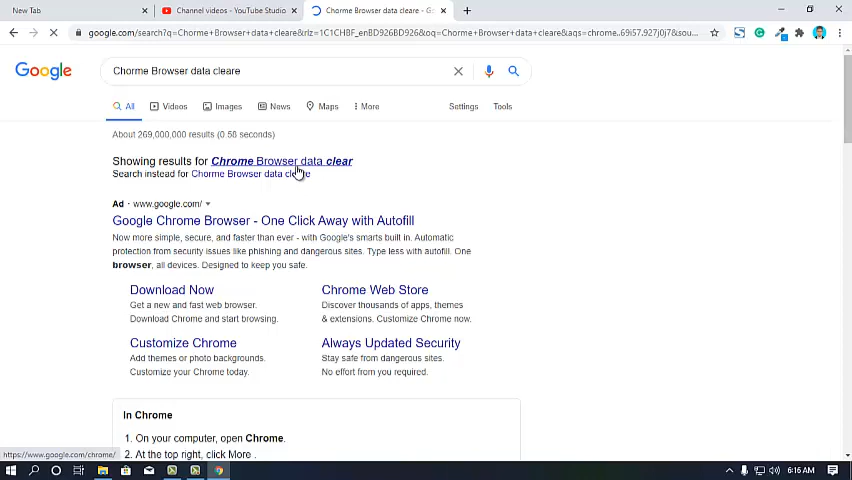 New Tab
Channel videos - YouTube Studio
Chorme Browser data cleare - G
google.com/search?q=Chorme+Browser+data+cleare&rlz=1C1CHBF_enBD926BD926&oq=Chorme+Browser+data+cleare&aqs=chrome..69i57.927j0j7&sou...
Google
Chorme Browser data cleare
All
Videos
Images
News
Maps
More
Settings
Tools
About 269,000,000 results (0.58 seconds)
Showing results for Chrome Browser data clear
Search instead for Chorme Browser data cleare
Ad · www.google.com/
Google Chrome Browser - One Click Away with Autofill
Now more simple, secure, and faster than ever - with Google's smarts built in. Automatic
protection from security issues like phishing and dangerous sites. Type less with autofill. One
browser, all devices. Designed to keep you safe.
Download Now
Get a new and fast web browser.
Download Chrome and start browsing.
Chrome Web Store
Discover thousands of apps, themes
& extensions. Customize Chrome now.
Customize Chrome
Add themes or photo backgrounds.
Customize your Chrome today.
Always Updated Security
Stay safe from dangerous sites.
No effort from you required.
In Chrome
1. On your computer, open Chrome.
2. At the top right, click More .
https://www.google.com/chrome/
6:16 AM